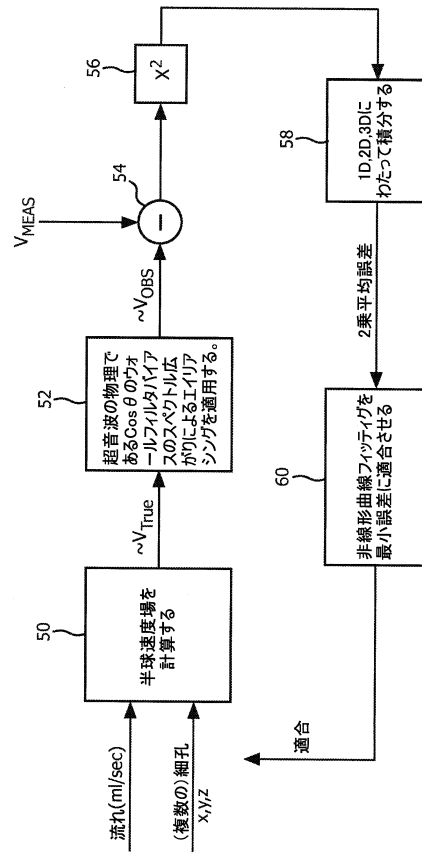 流れ(ml/sec)
(複数の)細孔
x,y,z
50
半球速度場を
計算する
~VTrue
52
超音波の物理で
あるCosθのウォ
ールフィルタバイア
スのスペクトル広
がりによるエイリア
シングを適用する。
~VOBS
VMEAS
54
−
56
X²
58
1D,2D,3Dに
わたって積分する
2乗平均誤差
60
非線形曲線フィッティングを
最小誤差に適合させる
適合